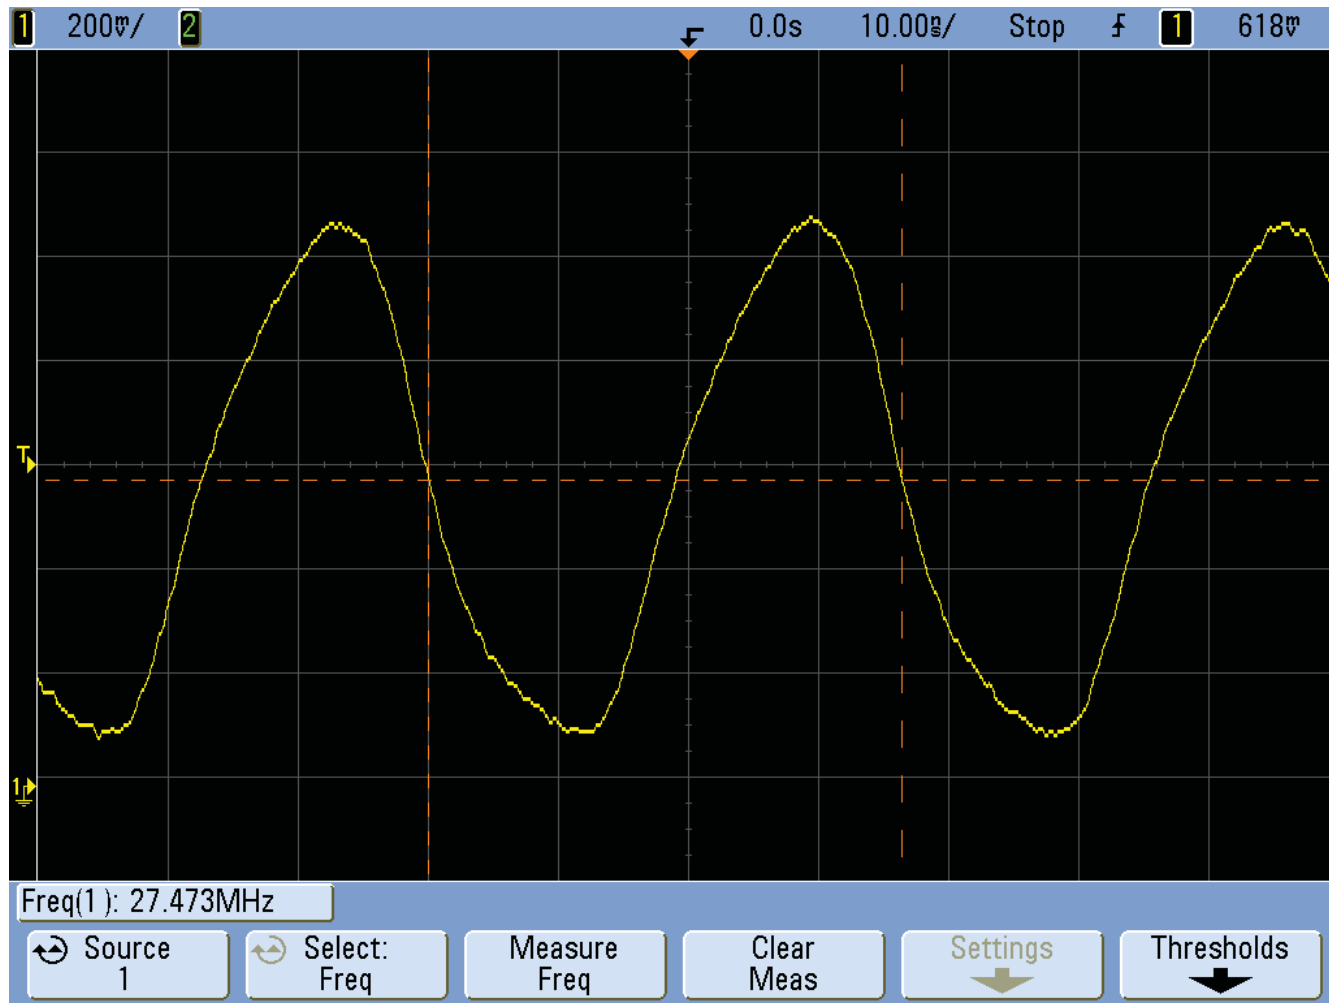 1 200mV/ 2 0.0s 10.00ns/ Stop 1 618mV
T
1
Freq(1): 27.473MHz
Source
1
Select:
Freq
Measure
Freq
Clear
Meas
Settings
Thresholds